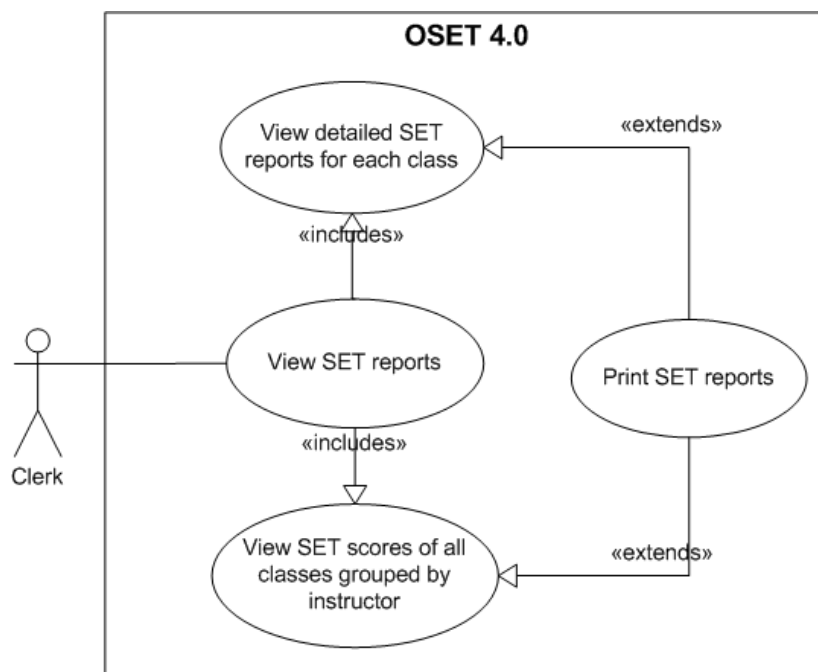 OSET 4.0
View detailed SET
reports for each class
«extends»
«includes»
View SET reports
Print SET reports
Clerk
«includes»
View SET scores of all
classes grouped by
instructor
«extends»